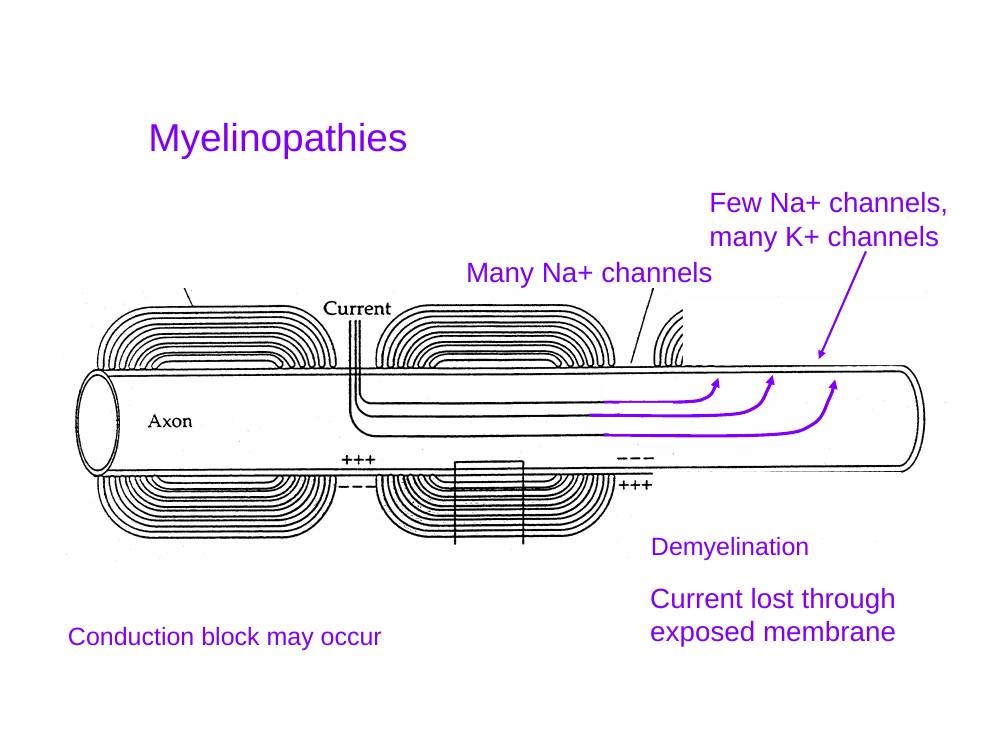 Myelinopathies
Few Na+ channels,
many K+ channels
Many Na+ channels
Current
Axon
+++
---
---
+++
Demyelination
Current lost through
exposed membrane
Conduction block may occur